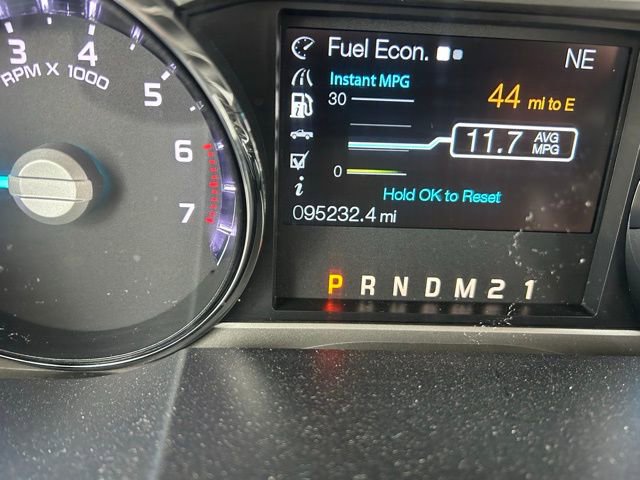 3 4 5 6 7
RPM X 1000
Fuel Econ.
NE
Instant MPG
30
44 mi to E
11.7 AVG MPG
0
Hold OK to Reset
095232.4 mi
P R N D M 2 1